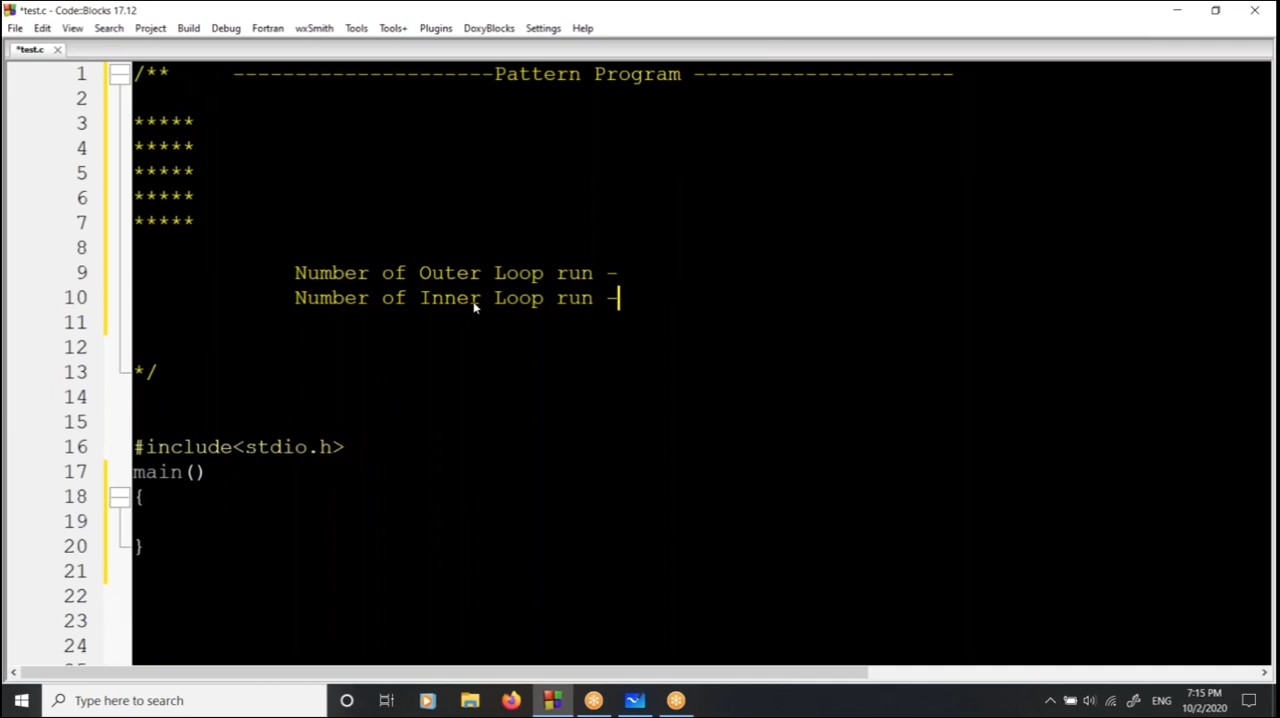 *test.c - Code::Blocks 17.12
File Edit View Search Project Build Debug Fortran wxSmith Tools Tools+ Plugins DoxyBlocks Settings Help
*test.c
1 /** ---------------------Pattern Program ---------------------
2
3 *****
4 *****
5 *****
6 *****
7 *****
8
9 Number of Outer Loop run -
10 Number of Inner Loop run -
11
12
13 */
14
15
16 #include<stdio.h>
17 main()
18 {
19
20 }
21
22
23
24
Type here to search
ENG
7:15 PM
10/2/2020